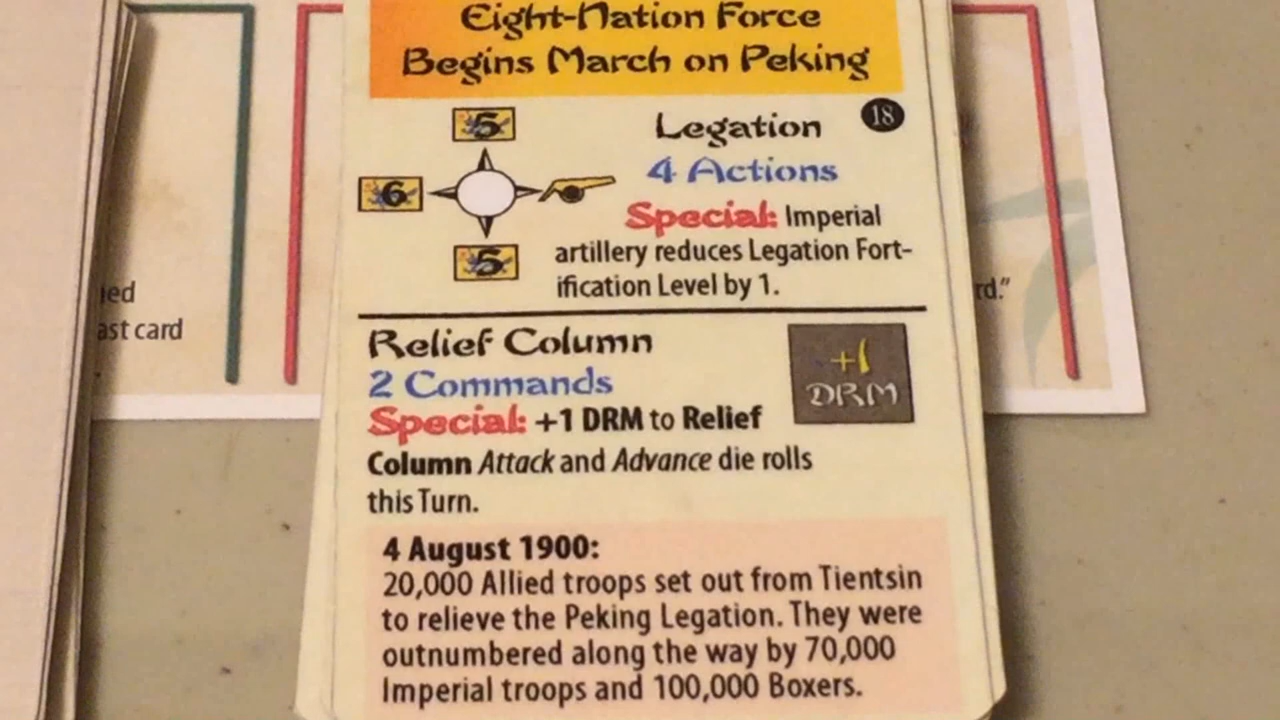 Eight-Nation Force
Begins March on Peking
5
Legation
18
6
4 Actions
Special: Imperial
5
artillery reduces Legation Fort-
ification Level by 1.
Relief Column
+1
DRM
2 Commands
Special: +1 DRM to Relief
Column Attack and Advance die rolls
this Turn.
4 August 1900:
20,000 Allied troops set out from Tientsin
to relieve the Peking Legation. They were
outnumbered along the way by 70,000
Imperial troops and 100,000 Boxers.
ast card
rd."